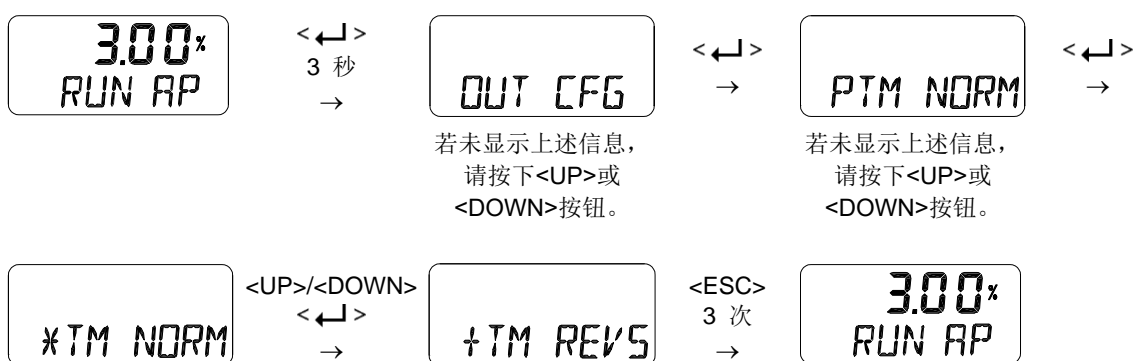 3.00%
RUN AP
<↵>
3 秒
→
OUT CFG
若未显示上述信息，
请按下<UP>或
<DOWN>按钮。
<↵>
→
PTM NORM
若未显示上述信息，
请按下<UP>或
<DOWN>按钮。
<↵>
→
*TM NORM
<UP>/<DOWN>
<↵>
→
+TM REVS
<ESC>
3 次
→
3.00%
RUN AP